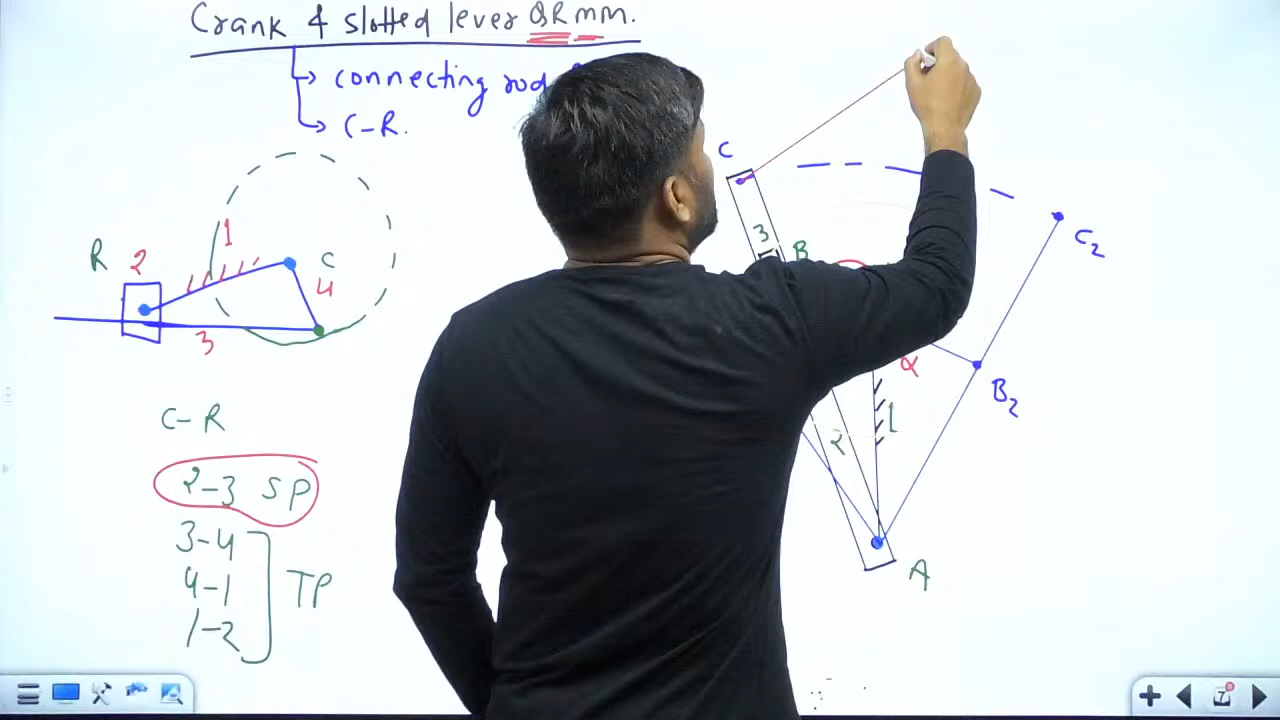 Crank & slotted lever QRmm.
→ connecting rod
→ C-R.
C
3
B
C2
R
2
1
C
4
3
α
B2
1
2
A
C-R
2-3 SP
3-4
4-1
1-2
TP
7